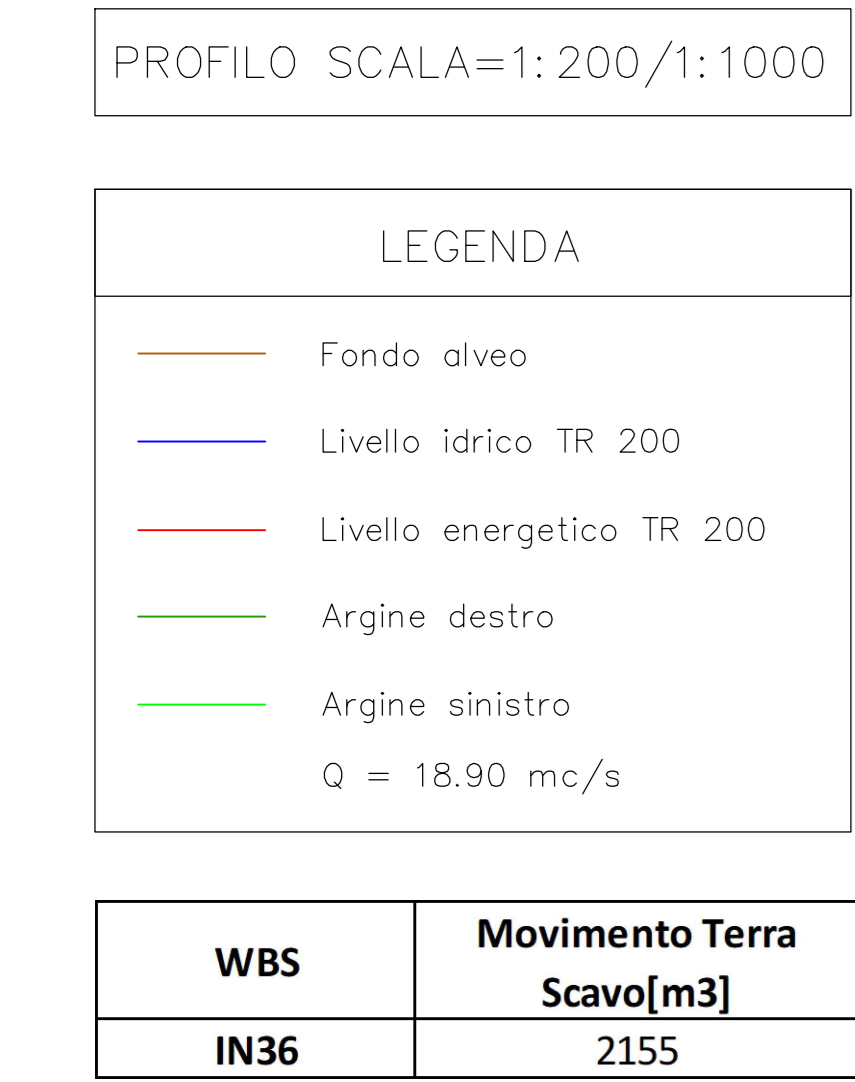 PROFILO SCALA=1:200/1:1000
LEGENDA
Fondo alveo
Livello idrico TR 200
Livello energetico TR 200
Argine destro
Argine sinistro
Q = 18.90 mc/s
WBS
Movimento Terra
Scavo[m3]
IN36
2155